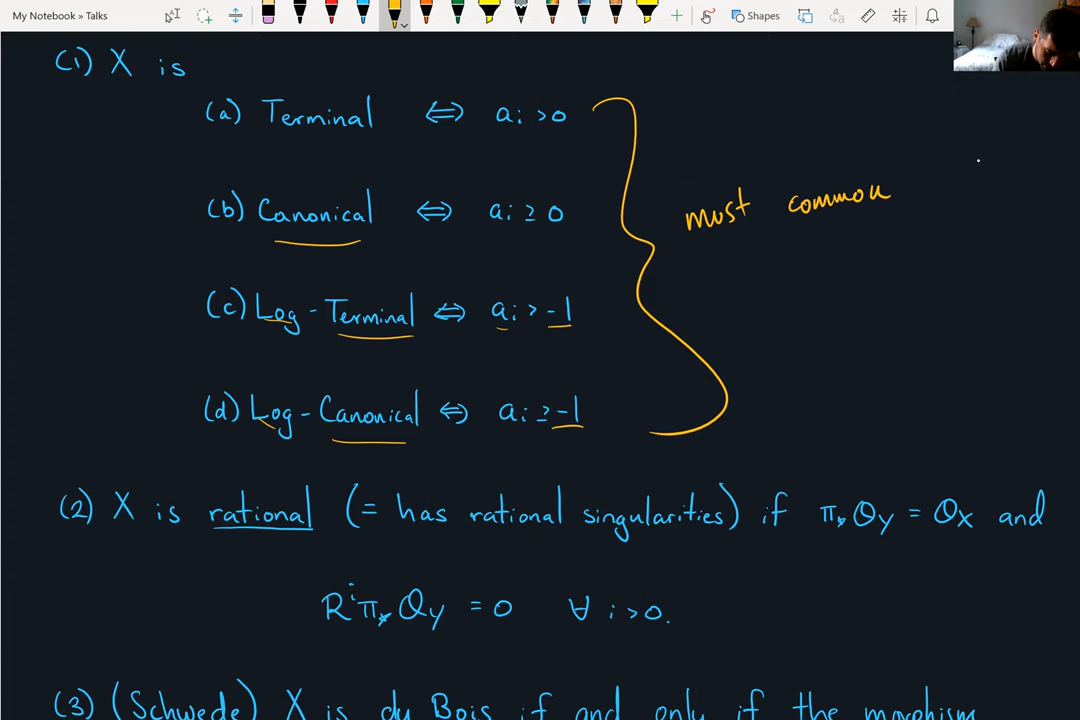 My Notebook » Talks
Shapes
(1) X is
(a) Terminal ⟺ ai >0
(b) Canonical ⟺ ai ≥ 0
most common
(c) Log - Terminal ⟺ ai > -1
(d) Log - Canonical ⟺ ai ≥ -1
(2) X is rational (= has rational singularities) if π* OY = OX and
R^i π* OY = 0 ∀ i >0.
(3) (Schwede) X is du Bois if and only if the morphism